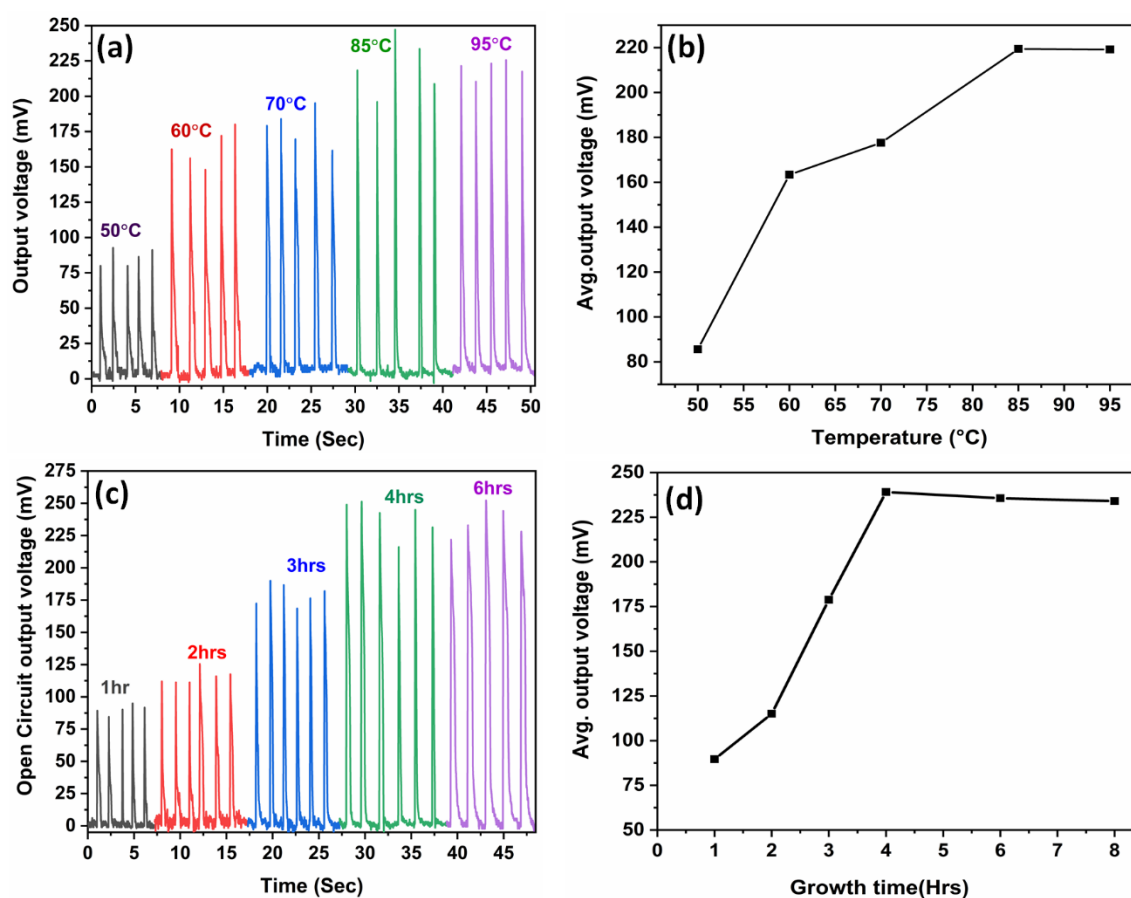 (a)
50°C
60°C
70°C
85°C
95°C
Output voltage (mV)
250
225
200
175
150
125
100
75
50
25
0
0 5 10 15 20 25 30 35 40 45 50
Time (Sec)
(b)
Avg.output voltage (mV)
220
200
180
160
140
120
100
80
50 55 60 65 70 75 80 85 90 95
Temperature (°C)
(c)
1hr
2hrs
3hrs
4hrs
6hrs
Open Circuit output voltage (mV)
275
250
225
200
175
150
125
100
75
50
25
0
0 5 10 15 20 25 30 35 40 45
Time (Sec)
(d)
Avg. output voltage (mV)
250
225
200
175
150
125
100
75
50
0 1 2 3 4 6 8
Growth time(Hrs)